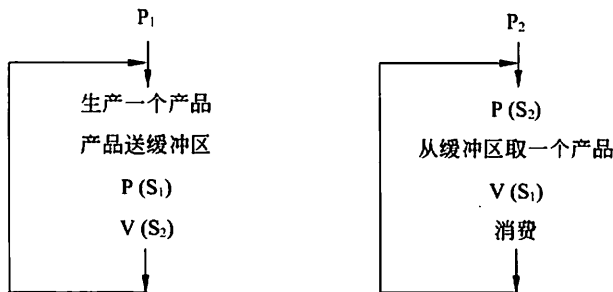 P₁
生产一个产品
产品送缓冲区
P (S₁)
V (S₂)
P₂
P (S₂)
从缓冲区取一个产品
V (S₁)
消费